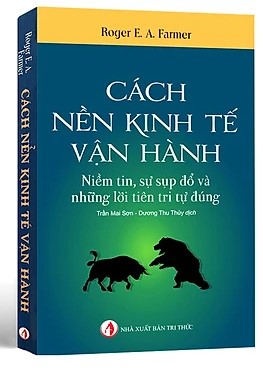 Roger E. A.
Farmer
CÁCH NỀN KINH TẾ VẬN HÀNH
Roger E. A. Farmer
CÁCH
NỀN KINH TẾ
VẬN HÀNH
Niềm tin, sự sụp đổ và
những lời tiên tri tự đúng
Trần Mai Sơn - Dương Thu Thủy dịch
NHÀ XUẤT BẢN TRI THỨC